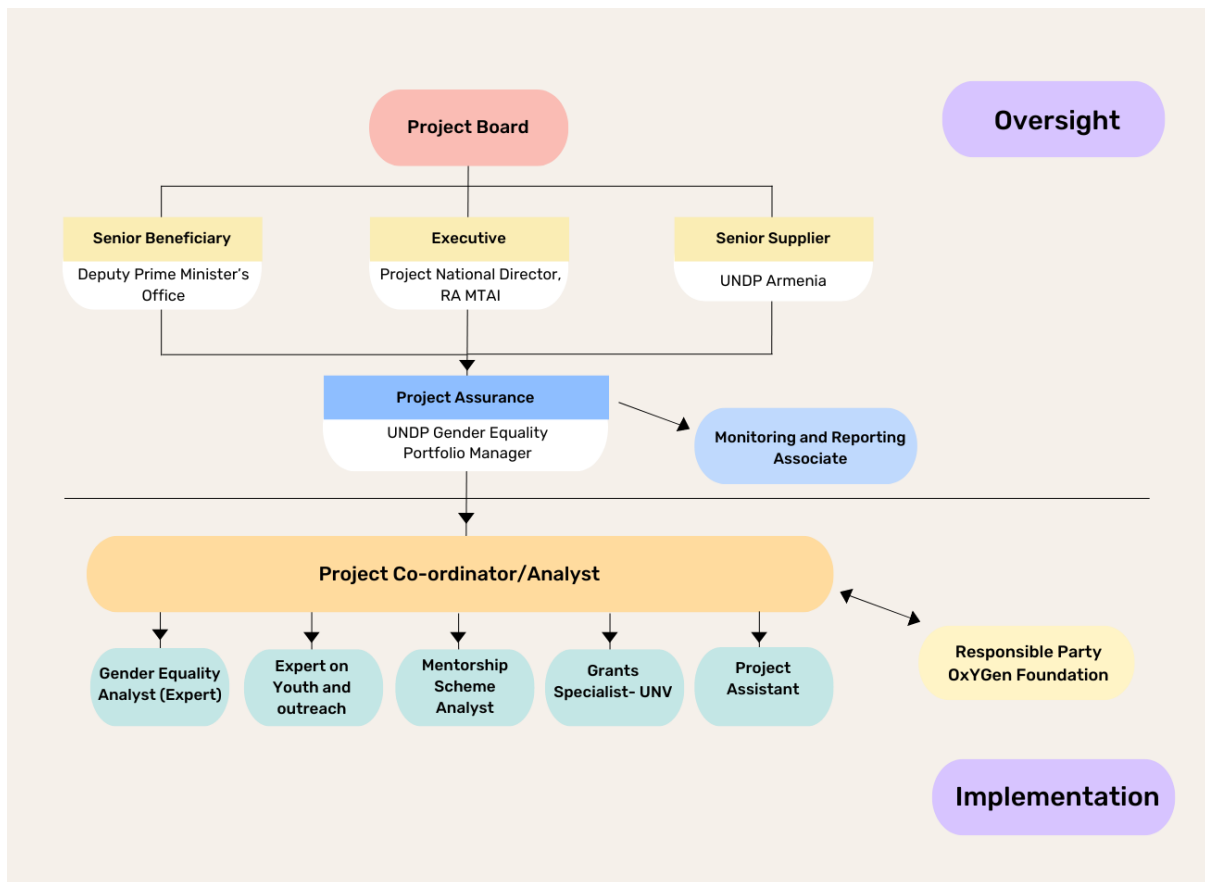 Project Board
Oversight
Senior Beneficiary
Deputy Prime Minister's
Office
Executive
Project National Director,
RA MTAI
Senior Supplier
UNDP Armenia
Project Assurance
UNDP Gender Equality
Portfolio Manager
Monitoring and Reporting
Associate
Project Co-ordinator/Analyst
Gender Equality
Analyst (Expert)
Expert on
Youth and
outreach
Mentorship
Scheme
Analyst
Grants
Specialist- UNV
Project
Assistant
Responsible Party
OxYGen Foundation
Implementation